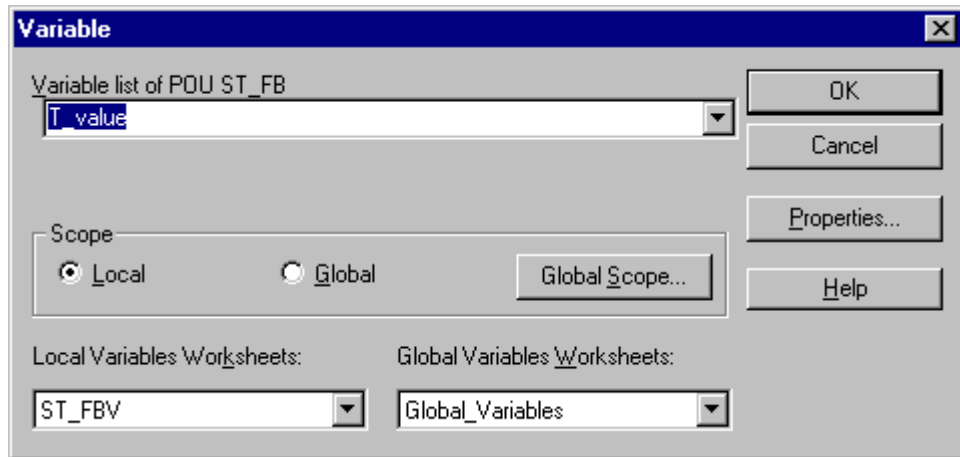 Variable
Variable list of POU ST_FB
T_value
OK
Cancel
Properties...
Help
Scope
Local
Global
Global Scope...
Local Variables Worksheets:
Global Variables Worksheets:
ST_FBV
Global_Variables